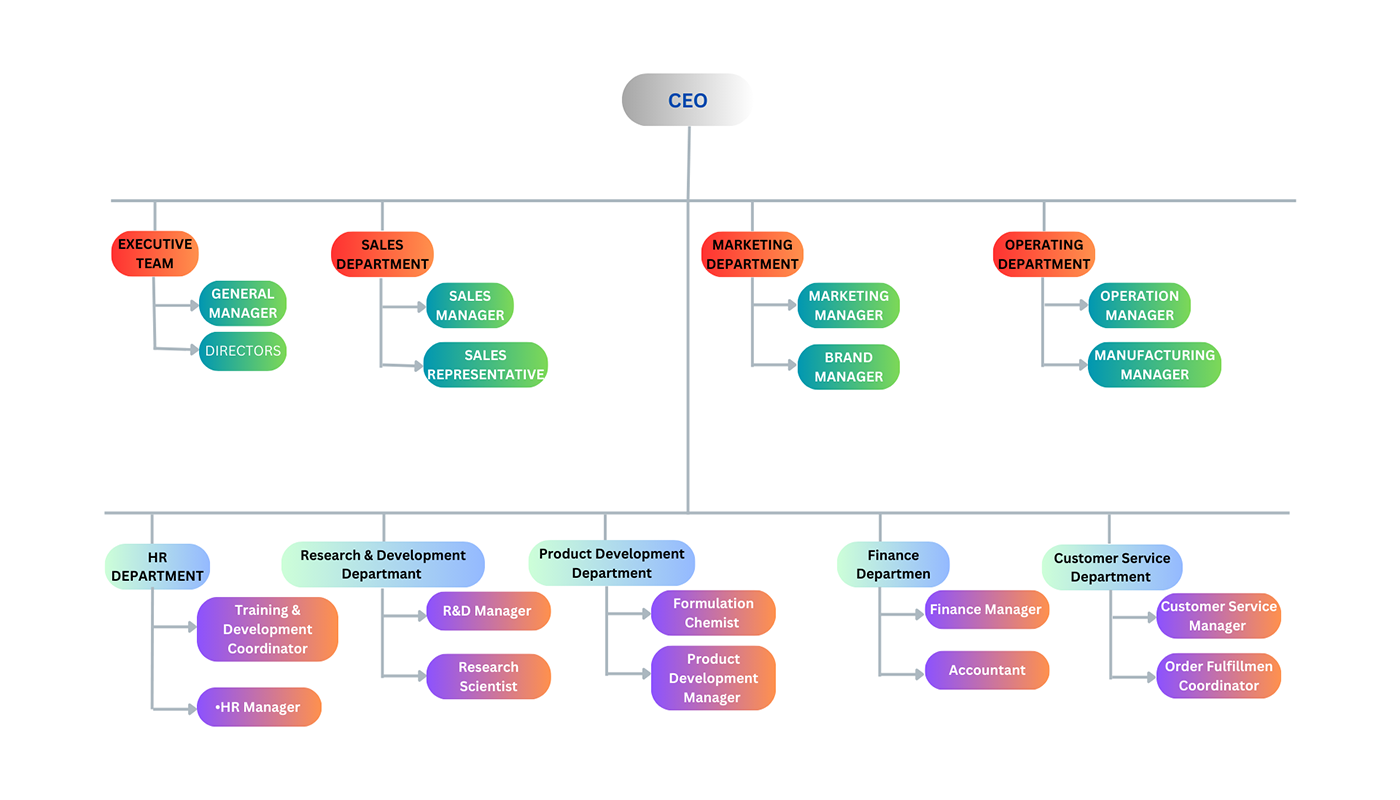 CEO
EXECUTIVE
TEAM
GENERAL
MANAGER
DIRECTORS
SALES
DEPARTMENT
SALES
MANAGER
SALES
REPRESENTATIVE
MARKETING
DEPARTMENT
MARKETING
MANAGER
BRAND
MANAGER
OPERATING
DEPARTMENT
OPERATION
MANAGER
MANUFACTURING
MANAGER
HR
DEPARTMENT
Training &
Development
Coordinator
•HR Manager
Research & Development
Departmant
R&D Manager
Research
Scientist
Product Development
Department
Formulation
Chemist
Product
Development
Manager
Finance
Departmen
Finance Manager
Accountant
Customer Service
Department
Customer Service
Manager
Order Fulfillmen
Coordinator